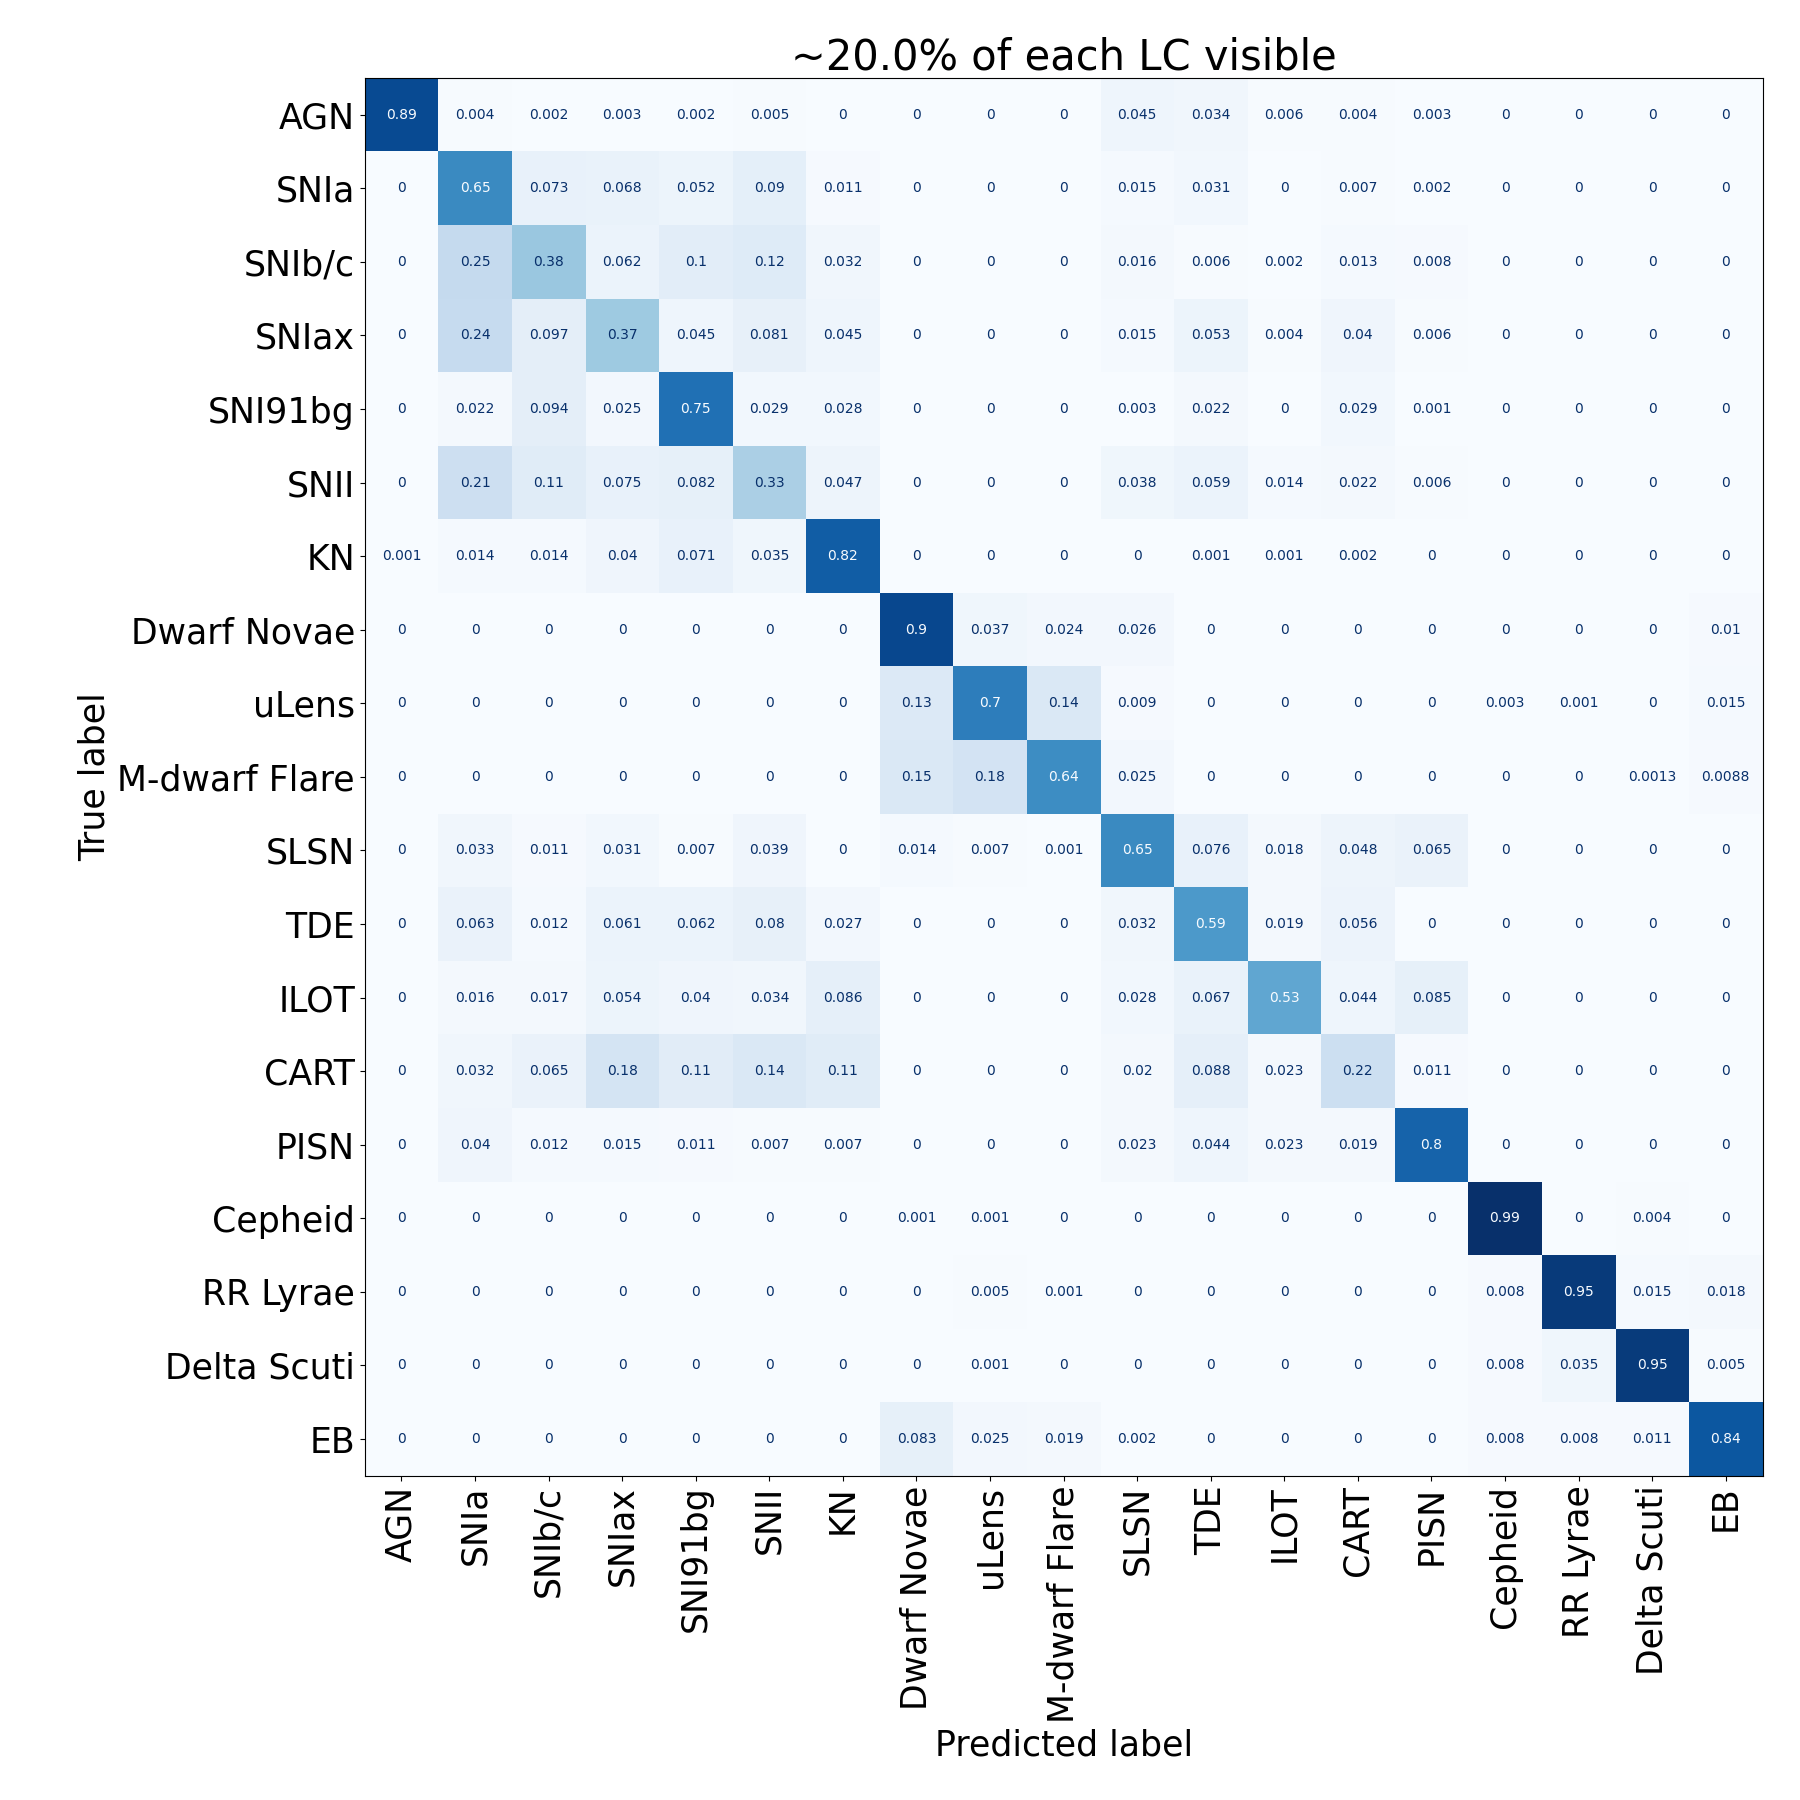 ~20.0% of each LC visible
AGN 0.89 0.004 0.002 0.003 0.002 0.005 0 0 0 0 0.045 0.034 0.006 0.004 0.003 0 0 0 0
SNIa 0 0.65 0.073 0.068 0.052 0.09 0.011 0 0 0 0.015 0.031 0 0.007 0.002 0 0 0 0
SNIb/c 0 0.25 0.38 0.062 0.1 0.12 0.032 0 0 0 0.016 0.006 0.002 0.013 0.008 0 0 0 0
SNIax 0 0.24 0.097 0.37 0.045 0.081 0.045 0 0 0 0.015 0.053 0.004 0.04 0.006 0 0 0 0
SNI91bg 0 0.022 0.094 0.025 0.75 0.029 0.028 0 0 0 0.003 0.022 0 0.029 0.001 0 0 0 0
SNII 0 0.21 0.11 0.075 0.082 0.33 0.047 0 0 0 0.038 0.059 0.014 0.022 0.006 0 0 0 0
KN 0.001 0.014 0.014 0.04 0.071 0.035 0.82 0 0 0 0 0.001 0.001 0.002 0 0 0 0 0
Dwarf Novae 0 0 0 0 0 0 0 0.9 0.037 0.024 0.026 0 0 0 0 0 0 0 0.01
uLens 0 0 0 0 0 0 0 0.13 0.7 0.14 0.009 0 0 0 0 0.003 0.001 0 0.015
M-dwarf Flare 0 0 0 0 0 0 0 0.15 0.18 0.64 0.025 0 0 0 0 0 0 0.0013 0.0088
SLSN 0 0.033 0.011 0.031 0.007 0.039 0 0.014 0.007 0.001 0.65 0.076 0.018 0.048 0.065 0 0 0 0
TDE 0 0.063 0.012 0.061 0.062 0.08 0.027 0 0 0 0.032 0.59 0.019 0.056 0 0 0 0 0
ILOT 0 0.016 0.017 0.054 0.04 0.034 0.086 0 0 0 0.028 0.067 0.53 0.044 0.085 0 0 0 0
CART 0 0.032 0.065 0.18 0.11 0.14 0.11 0 0 0 0.02 0.088 0.023 0.22 0.011 0 0 0 0
PISN 0 0.04 0.012 0.015 0.011 0.007 0.007 0 0 0 0.023 0.044 0.023 0.019 0.8 0 0 0 0
Cepheid 0 0 0 0 0 0 0 0.001 0.001 0 0 0 0 0 0 0.99 0 0.004 0
RR Lyrae 0 0 0 0 0 0 0 0 0.005 0.001 0 0 0 0 0 0.008 0.95 0.015 0.018
Delta Scuti 0 0 0 0 0 0 0 0 0.001 0 0 0 0 0 0 0.008 0.035 0.95 0.005
EB 0 0 0 0 0 0 0 0.083 0.025 0.019 0.002 0 0 0 0 0.008 0.008 0.011 0.84
True label
AGN SNIa SNIb/c SNIax SNI91bg SNII KN Dwarf Novae uLens M-dwarf Flare SLSN TDE ILOT CART PISN Cepheid RR Lyrae Delta Scuti EB
Predicted label